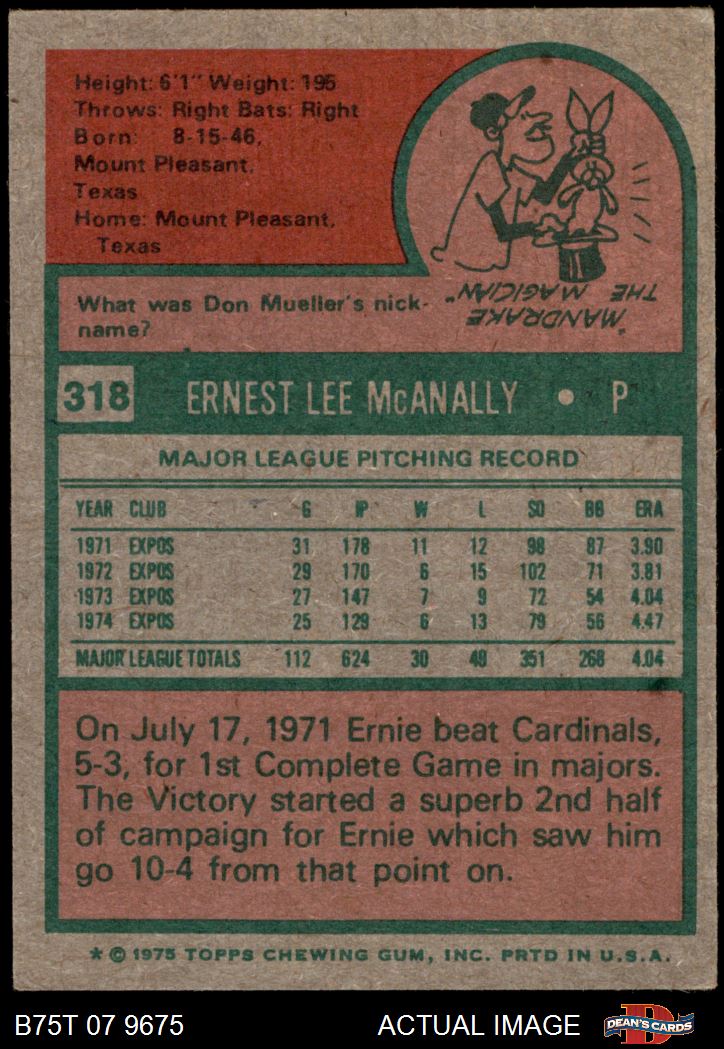 Height: 6'1" Weight: 195
Throws: Right Bats: Right
Born: 8-15-46,
Mount Pleasant,
Texas
Home: Mount Pleasant,
Texas
What was Don Mueller's nick-
name?
"MANDRAKE
THE MAGICIAN"
318 ERNEST LEE McANALLY • P
MAJOR LEAGUE PITCHING RECORD
YEAR CLUB G IP W L SO BB ERA
1971 EXPOS 31 178 11 12 98 87 3.90
1972 EXPOS 29 170 6 15 102 71 3.81
1973 EXPOS 27 147 7 9 72 54 4.04
1974 EXPOS 25 129 6 13 79 56 4.47
MAJOR LEAGUE TOTALS 112 624 30 49 351 268 4.04
On July 17, 1971 Ernie beat Cardinals,
5-3, for 1st Complete Game in majors.
The Victory started a superb 2nd half
of campaign for Ernie which saw him
go 10-4 from that point on.
* © 1975 TOPPS CHEWING GUM, INC. PRTD IN U.S.A.
B75T 07 9675 ACTUAL IMAGE D DEAN'S CARDS